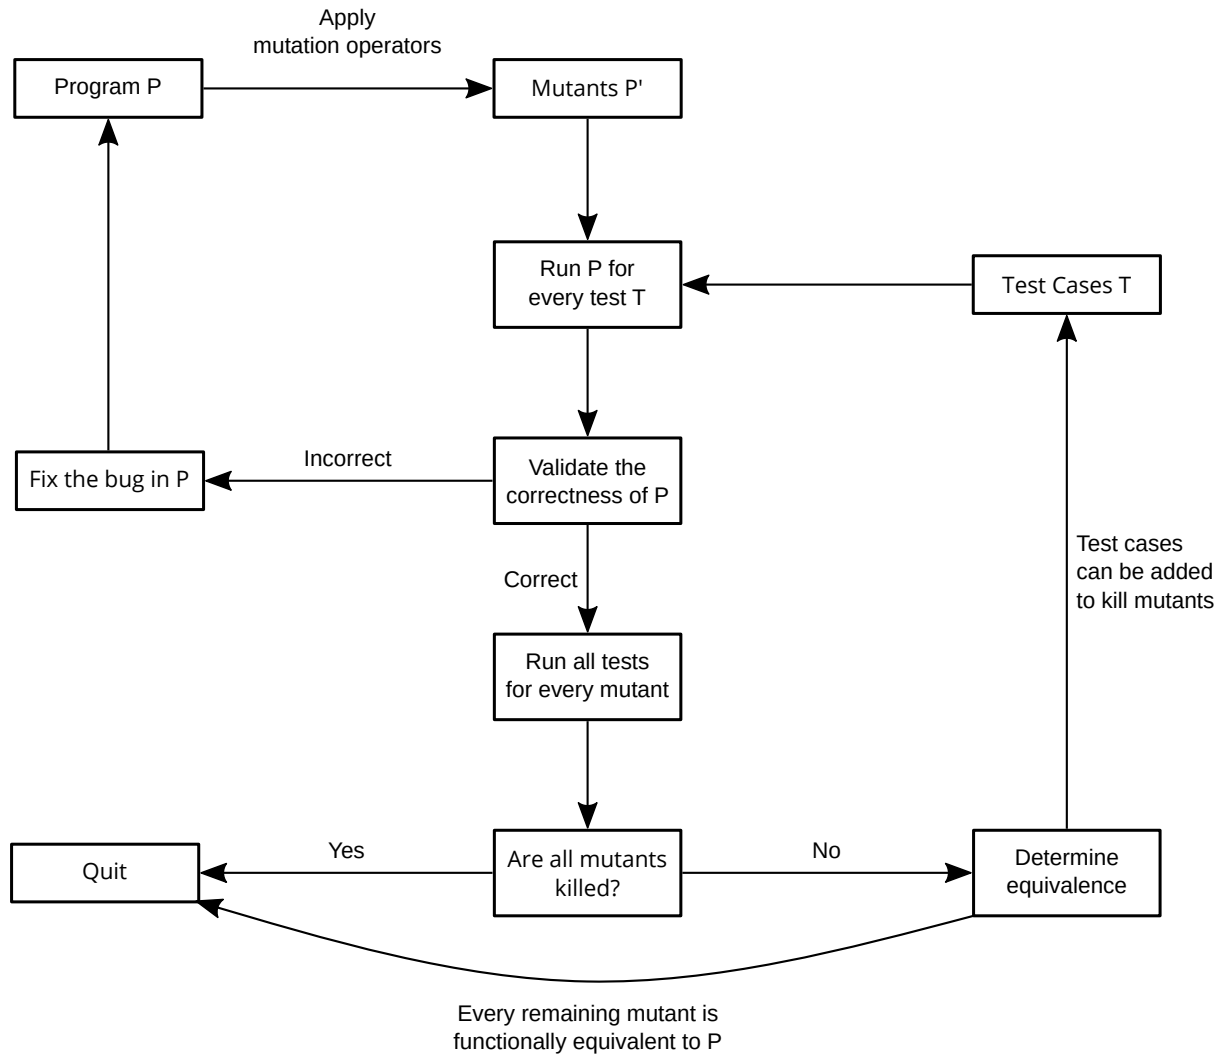 Apply
mutation operators
Program P
Mutants P'
Run P for
every test T
Test Cases T
Fix the bug in P
Incorrect
Validate the
correctness of P
Correct
Test cases
can be added
to kill mutants
Run all tests
for every mutant
Quit
Yes
Are all mutants
killed?
No
Determine
equivalence
Every remaining mutant is
functionally equivalent to P